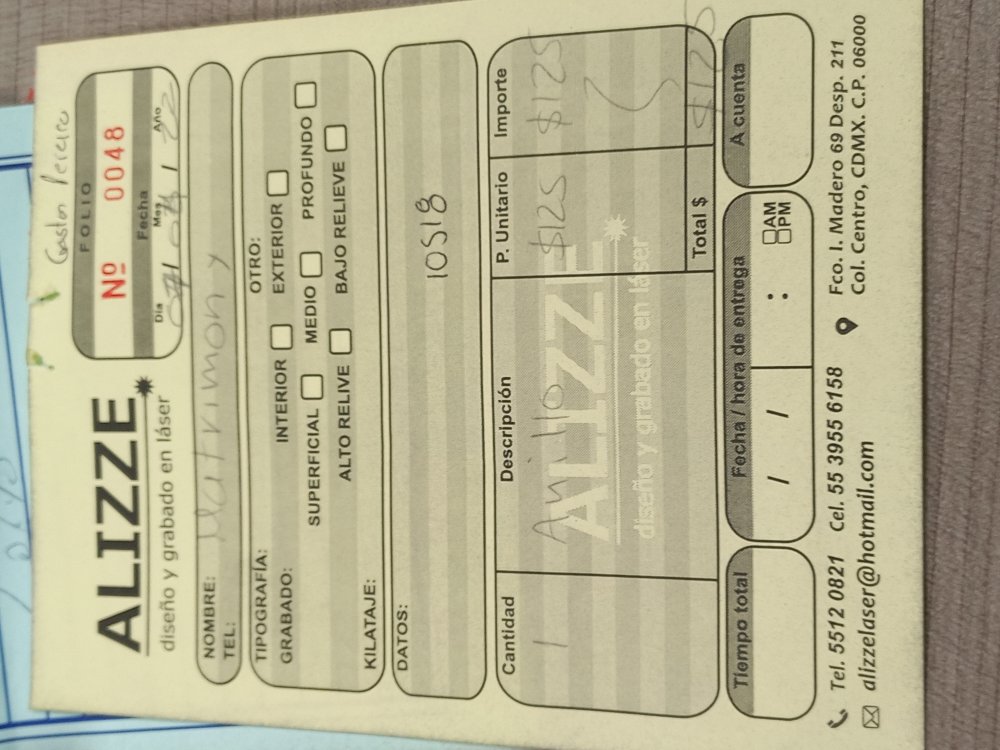 Gastor Pereiro
ALIZZE
diseño y grabado en láser
FOLIO
Nº 0048
Fecha
Día Mes Año
NOMBRE: Matrimony
TEL:
TIPOGRAFÍA: OTRO:
GRABADO: INTERIOR EXTERIOR
SUPERFICIAL MEDIO PROFUNDO
ALTO RELIVE BAJO RELIEVE
KILATAJE:
DATOS:
10518
Cantidad Descripción P. Unitario Importe
1 Anillo $125 $125
ALIZZE
diseño y grabado en láser
Total $ $125
Tiempo total Fecha / hora de entrega A cuenta
/ / : AM
PM
Tel. 5512 0821 Cel. 55 3955 6158 Fco. I. Madero 69 Desp. 211
alizzelaser@hotmail.com Col. Centro, CDMX. C.P. 06000